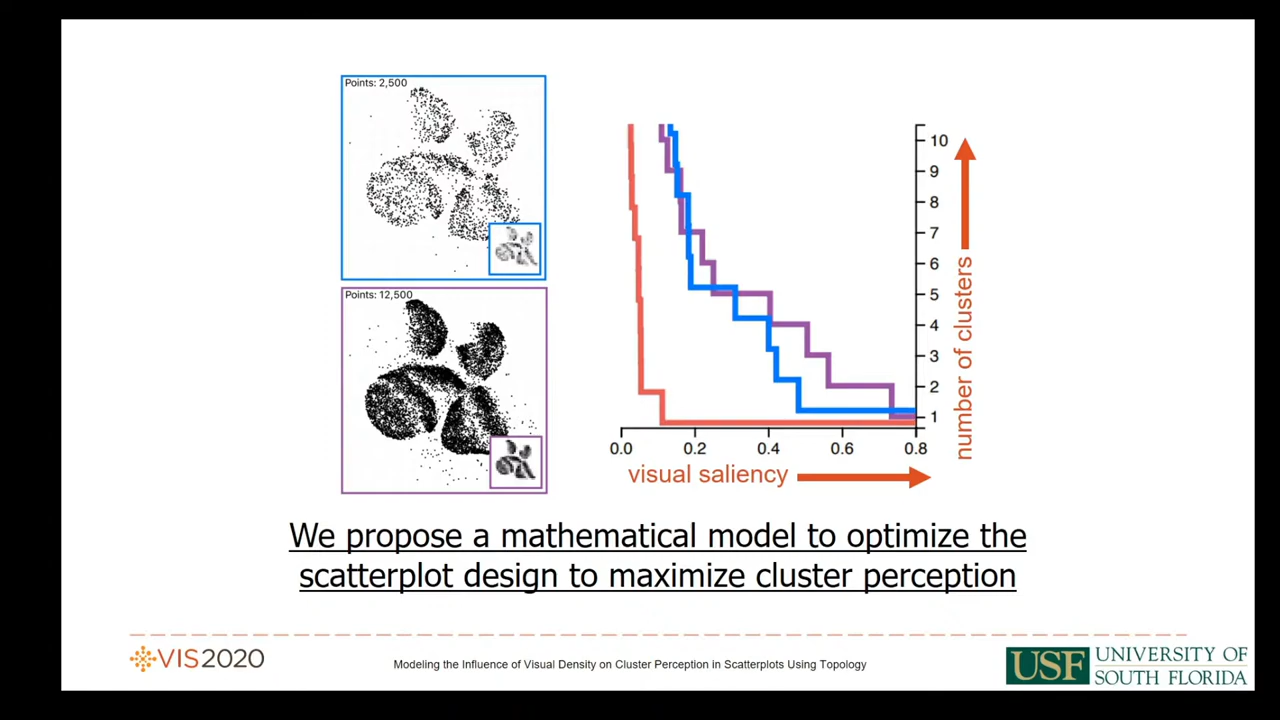 Points: 2,500
Points: 12,500
10
9
8
7
6
5
4
3
2
1
number of clusters
0.0 0.2 0.4 0.6 0.8
visual saliency
We propose a mathematical model to optimize the
scatterplot design to maximize cluster perception
VIS2020
Modeling the Influence of Visual Density on Cluster Perception in Scatterplots Using Topology
USF
UNIVERSITY OF
SOUTH FLORIDA